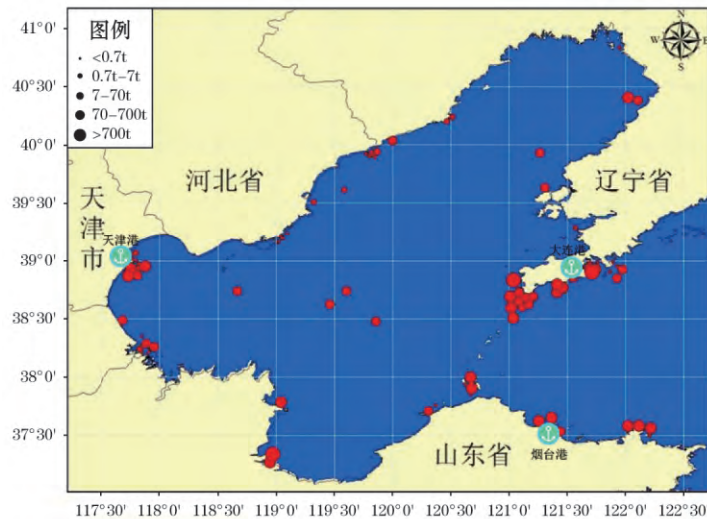 41°0'
40°30'
40°0'
39°30'
39°0'
38°30'
38°0'
37°30'
图例
<0.7t
0.7t-7t
7-70t
70-700t
>700t
N
W
E
S
河北省
辽宁省
天津市
天津港
大连港
山东省
烟台港
117°30' 118°0' 118°30' 119°0' 119°30' 120°0' 120°30' 121°0' 121°30' 122°0' 122°30'